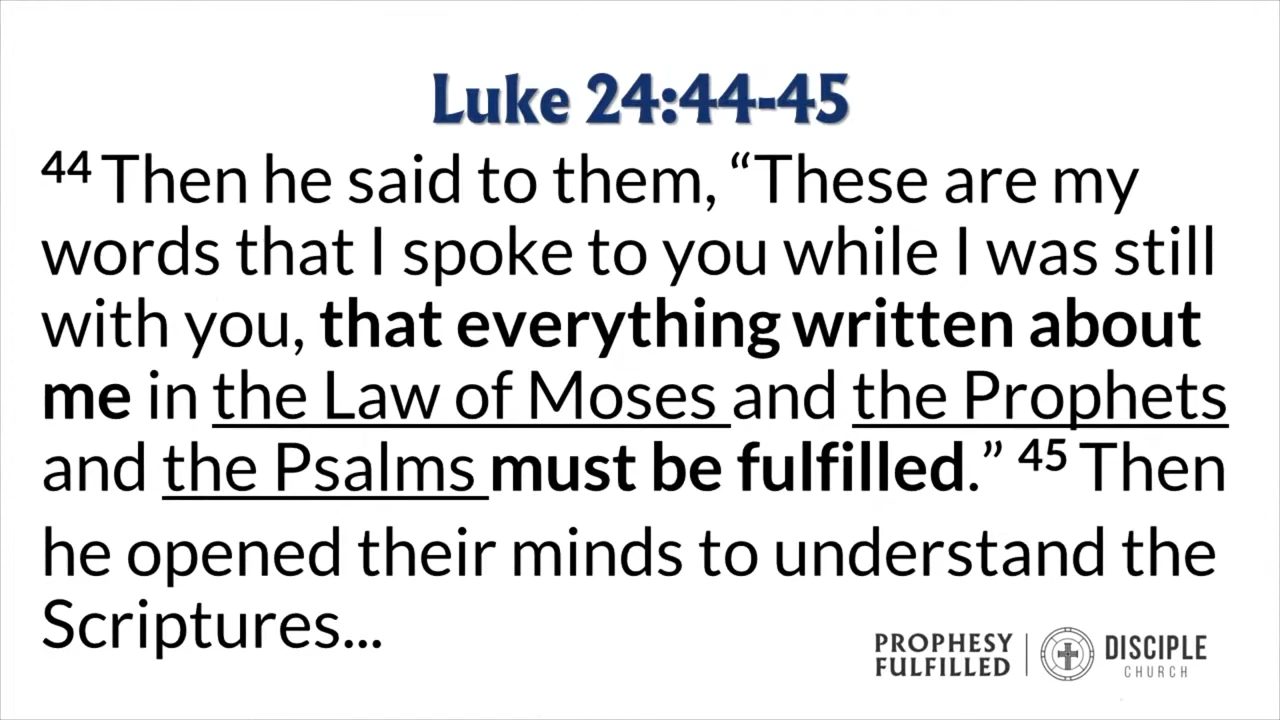 Luke 24:44-45
44 Then he said to them, “These are my
words that I spoke to you while I was still
with you, that everything written about
me in the Law of Moses and the Prophets
and the Psalms must be fulfilled.” 45 Then
he opened their minds to understand the
Scriptures...
PROPHESY
FULFILLED
DISCIPLE
CHURCH